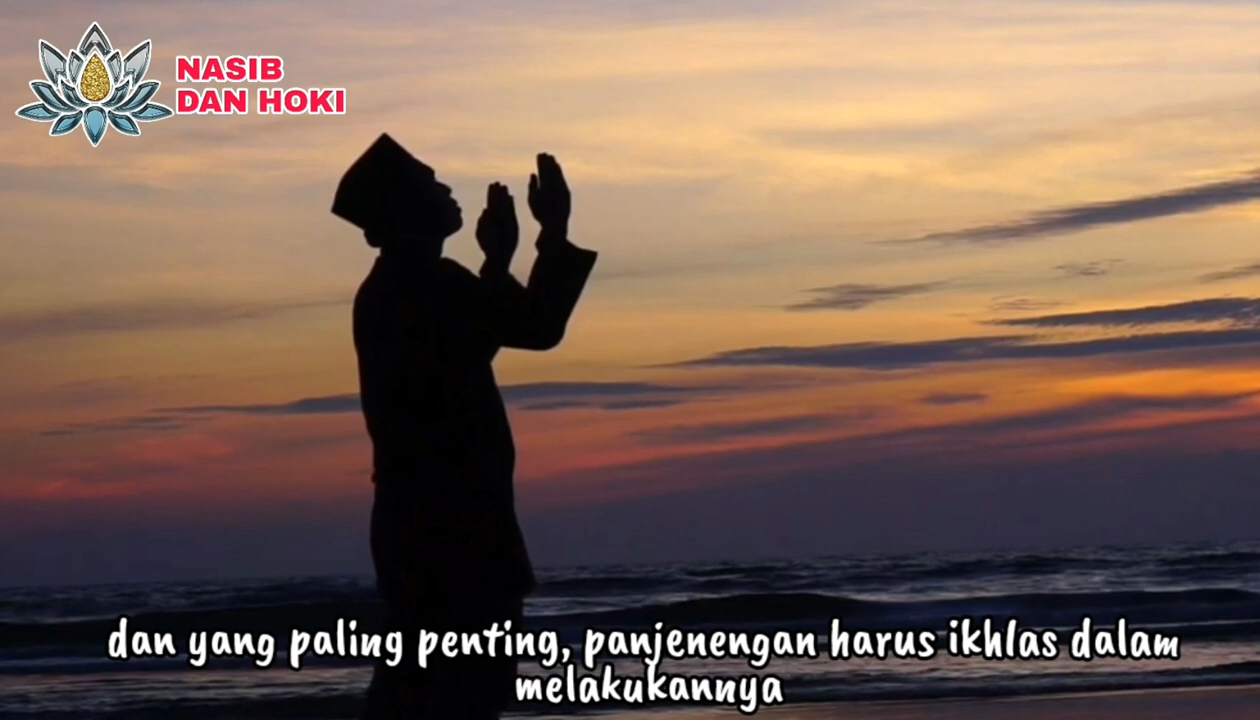 NASIB
DAN HOKI
dan yang paling penting, panjenengan harus ikhlas dalam
melakukannya